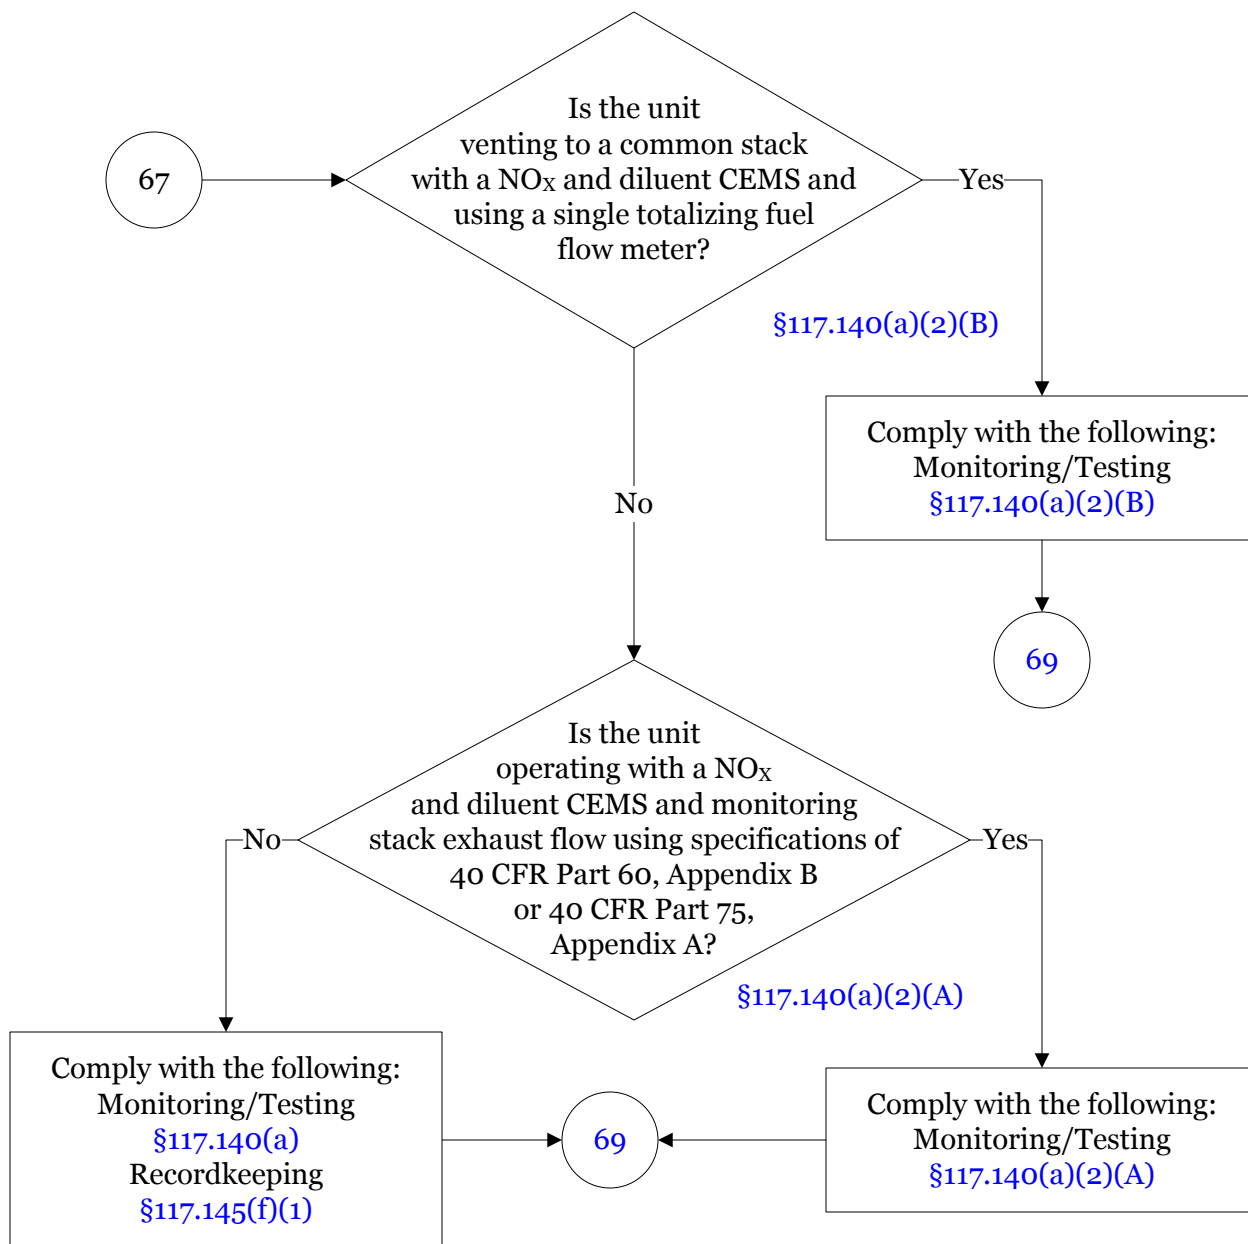 67
Is the unit
venting to a common stack
with a NOX and diluent CEMS and
using a single totalizing fuel
flow meter?
Yes
§117.140(a)(2)(B)
Comply with the following:
Monitoring/Testing
§117.140(a)(2)(B)
No
69
Is the unit
operating with a NOX
and diluent CEMS and monitoring
stack exhaust flow using specifications of
40 CFR Part 60, Appendix B
or 40 CFR Part 75,
Appendix A?
No
Yes
§117.140(a)(2)(A)
Comply with the following:
Monitoring/Testing
§117.140(a)
Recordkeeping
§117.145(f)(1)
69
Comply with the following:
Monitoring/Testing
§117.140(a)(2)(A)